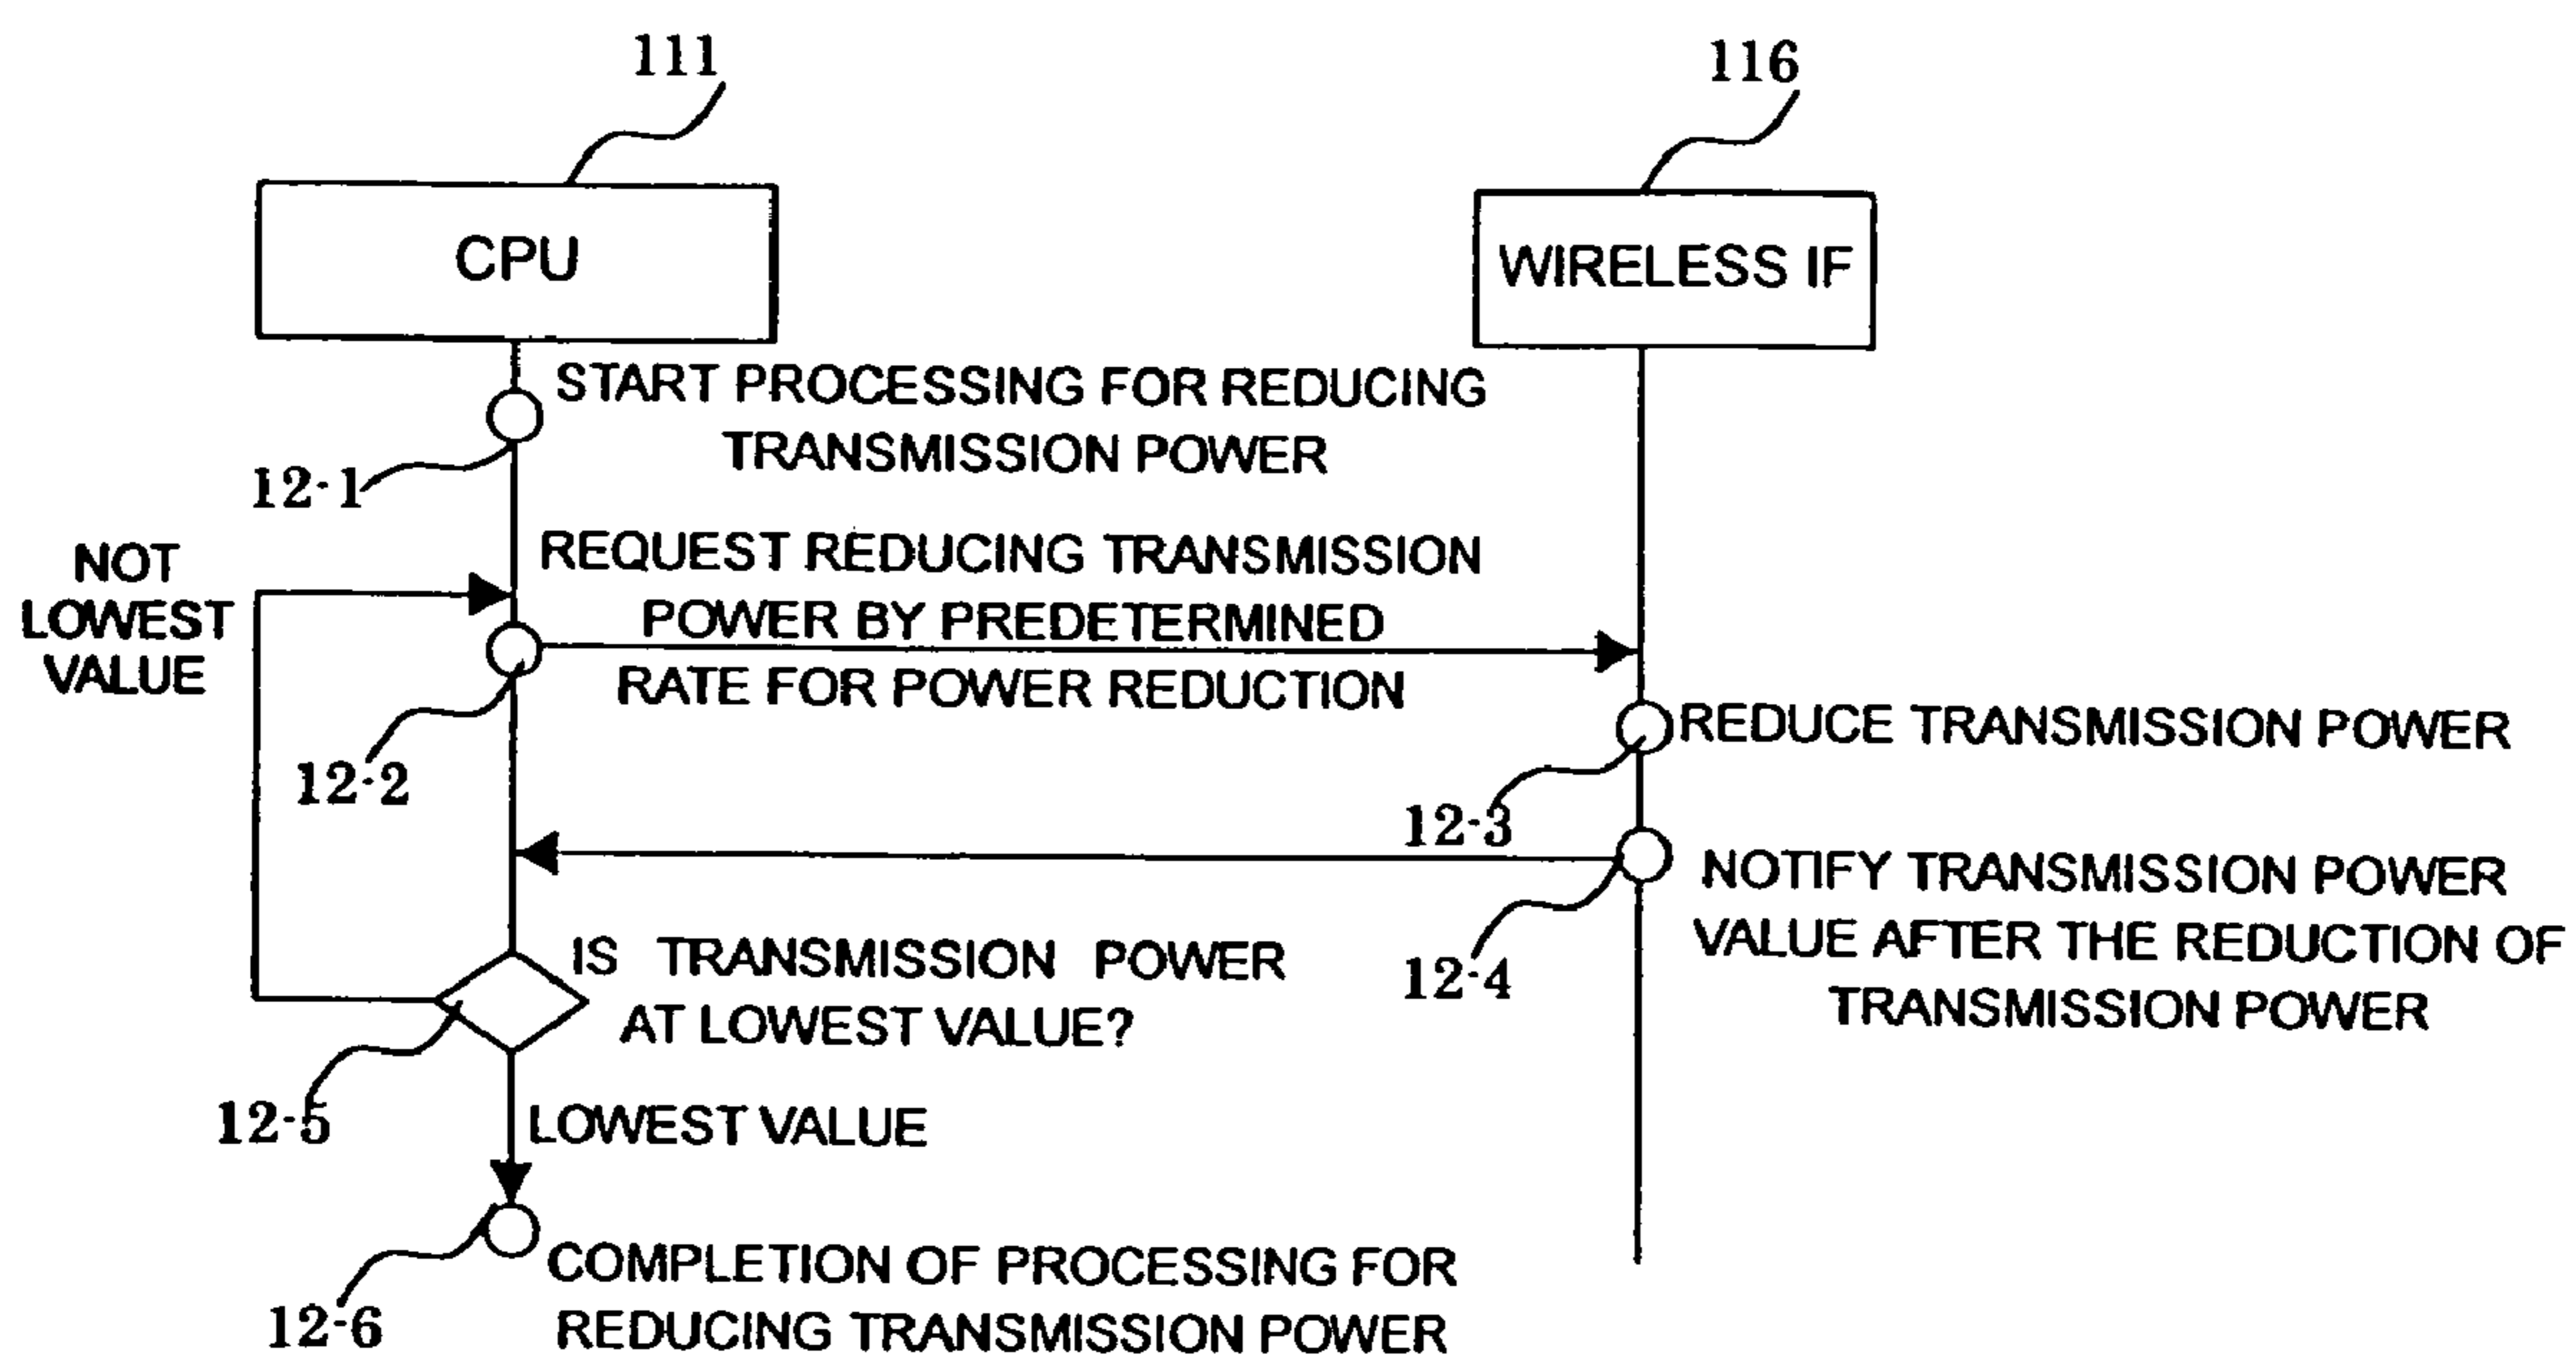 111
116
CPU
WIRELESS IF
START PROCESSING FOR REDUCING
TRANSMISSION POWER
12-1
NOT
LOWEST
VALUE
REQUEST REDUCING TRANSMISSION
POWER BY PREDETERMINED
RATE FOR POWER REDUCTION
12-2
REDUCE TRANSMISSION POWER
12-3
NOTIFY TRANSMISSION POWER
VALUE AFTER THE REDUCTION OF
TRANSMISSION POWER
12-4
IS TRANSMISSION POWER
AT LOWEST VALUE?
12-5
LOWEST VALUE
COMPLETION OF PROCESSING FOR
REDUCING TRANSMISSION POWER
12-6